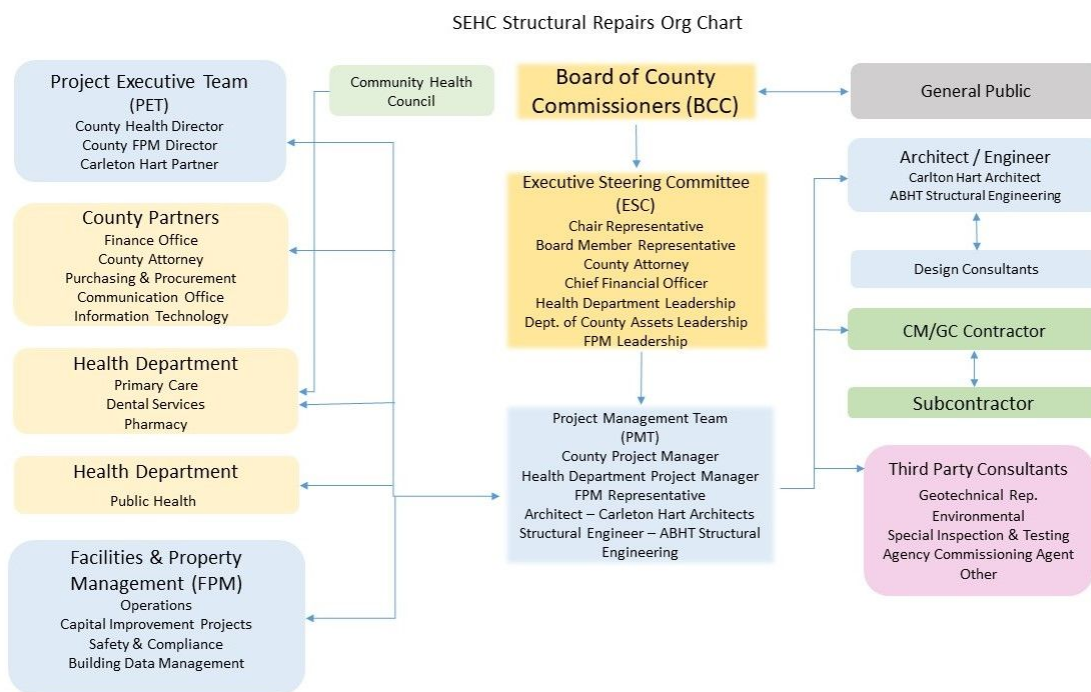 SEHC Structural Repairs Org Chart
Project Executive Team
(PET)
County Health Director
County FPM Director
Carleton Hart Partner
County Partners
Finance Office
County Attorney
Purchasing & Procurement
Communication Office
Information Technology
Health Department
Primary Care
Dental Services
Pharmacy
Health Department
Public Health
Facilities & Property
Management (FPM)
Operations
Capital Improvement Projects
Safety & Compliance
Building Data Management
Community Health
Council
Board of County
Commissioners (BCC)
Executive Steering Committee
(ESC)
Chair Representative
Board Member Representative
County Attorney
Chief Financial Officer
Health Department Leadership
Dept. of County Assets Leadership
FPM Leadership
Project Management Team
(PMT)
County Project Manager
Health Department Project Manager
FPM Representative
Architect – Carleton Hart Architects
Structural Engineer – ABHT Structural
Engineering
General Public
Architect / Engineer
Carlton Hart Architect
ABHT Structural Engineering
Design Consultants
CM/GC Contractor
Subcontractor
Third Party Consultants
Geotechnical Rep.
Environmental
Special Inspection & Testing
Agency Commissioning Agent
Other